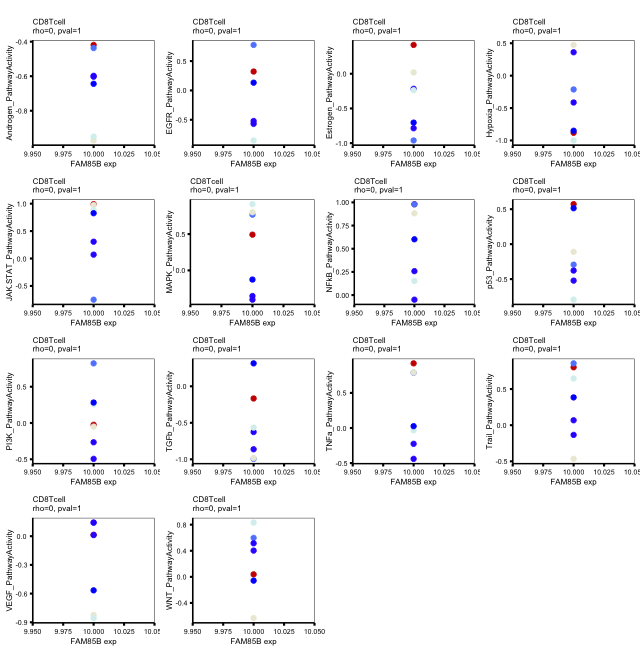 CD8Tcell
rho=0, pval=1
Androgen_PathwayActivity
-0.4
-0.6
-0.8
9.950 9.975 10.000 10.025 10.05
FAM85B exp
CD8Tcell
rho=0, pval=1
EGFR_PathwayActivity
0.5
0.0
-0.5
9.950 9.975 10.000 10.025 10.05
FAM85B exp
CD8Tcell
rho=0, pval=1
Estrogen_PathwayActivity
0.0
-0.5
-1.0
9.950 9.975 10.000 10.025 10.05
FAM85B exp
CD8Tcell
rho=0, pval=1
Hypoxia_PathwayActivity
0.5
0.0
-0.5
-1.0
9.950 9.975 10.000 10.025 10.05
FAM85B exp
CD8Tcell
rho=0, pval=1
JAK.STAT_PathwayActivity
1.0
0.5
0.0
-0.5
9.950 9.975 10.000 10.025 10.05
FAM85B exp
CD8Tcell
rho=0, pval=1
MAPK_PathwayActivity
0.5
0.0
9.950 9.975 10.000 10.025 10.05
FAM85B exp
CD8Tcell
rho=0, pval=1
NFkB_PathwayActivity
1.00
0.75
0.50
0.25
0.00
9.950 9.975 10.000 10.025 10.05
FAM85B exp
CD8Tcell
rho=0, pval=1
p53_PathwayActivity
0.5
0.0
-0.5
9.950 9.975 10.000 10.025 10.05
FAM85B exp
CD8Tcell
rho=0, pval=1
PI3K_PathwayActivity
0.5
0.0
-0.5
9.950 9.975 10.000 10.025 10.05
FAM85B exp
CD8Tcell
rho=0, pval=1
TGFb_PathwayActivity
0.0
-0.5
-1.0
9.950 9.975 10.000 10.025 10.05
FAM85B exp
CD8Tcell
rho=0, pval=1
TNFa_PathwayActivity
0.5
0.0
-0.5
9.950 9.975 10.000 10.025 10.05
FAM85B exp
CD8Tcell
rho=0, pval=1
Trail_PathwayActivity
0.5
0.0
-0.5
9.950 9.975 10.000 10.025 10.05
FAM85B exp
CD8Tcell
rho=0, pval=1
VEGF_PathwayActivity
0.0
-0.3
-0.6
-0.9
9.950 9.975 10.000 10.025 10.05
FAM85B exp
CD8Tcell
rho=0, pval=1
WNT_PathwayActivity
0.8
0.4
0.0
-0.4
9.950 9.975 10.000 10.025 10.050
FAM85B exp